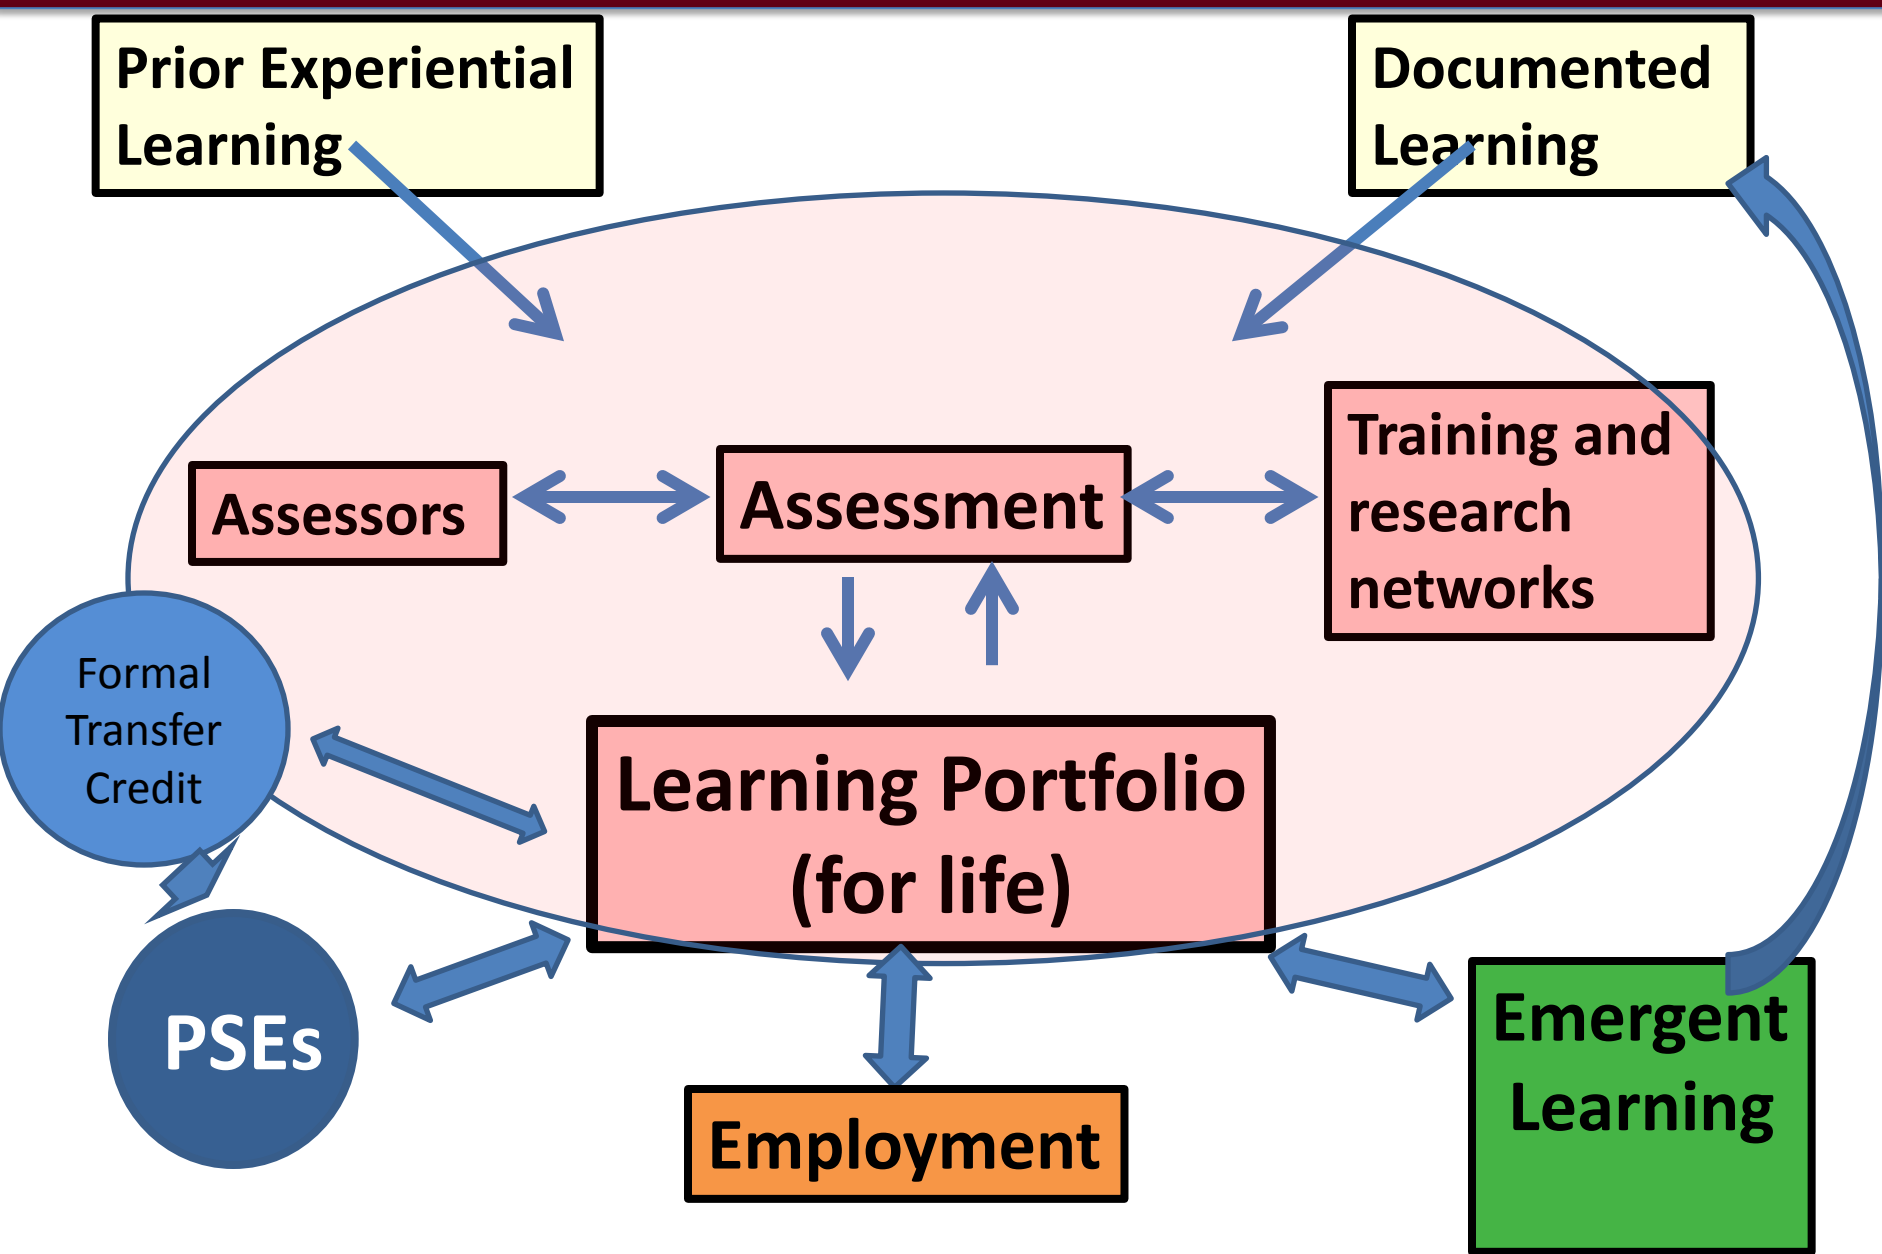 Prior Experiential
Learning
Documented
Learning
Assessors
Assessment
Training and
research
networks
Formal
Transfer
Credit
Learning Portfolio
(for life)
PSEs
Employment
Emergent
Learning